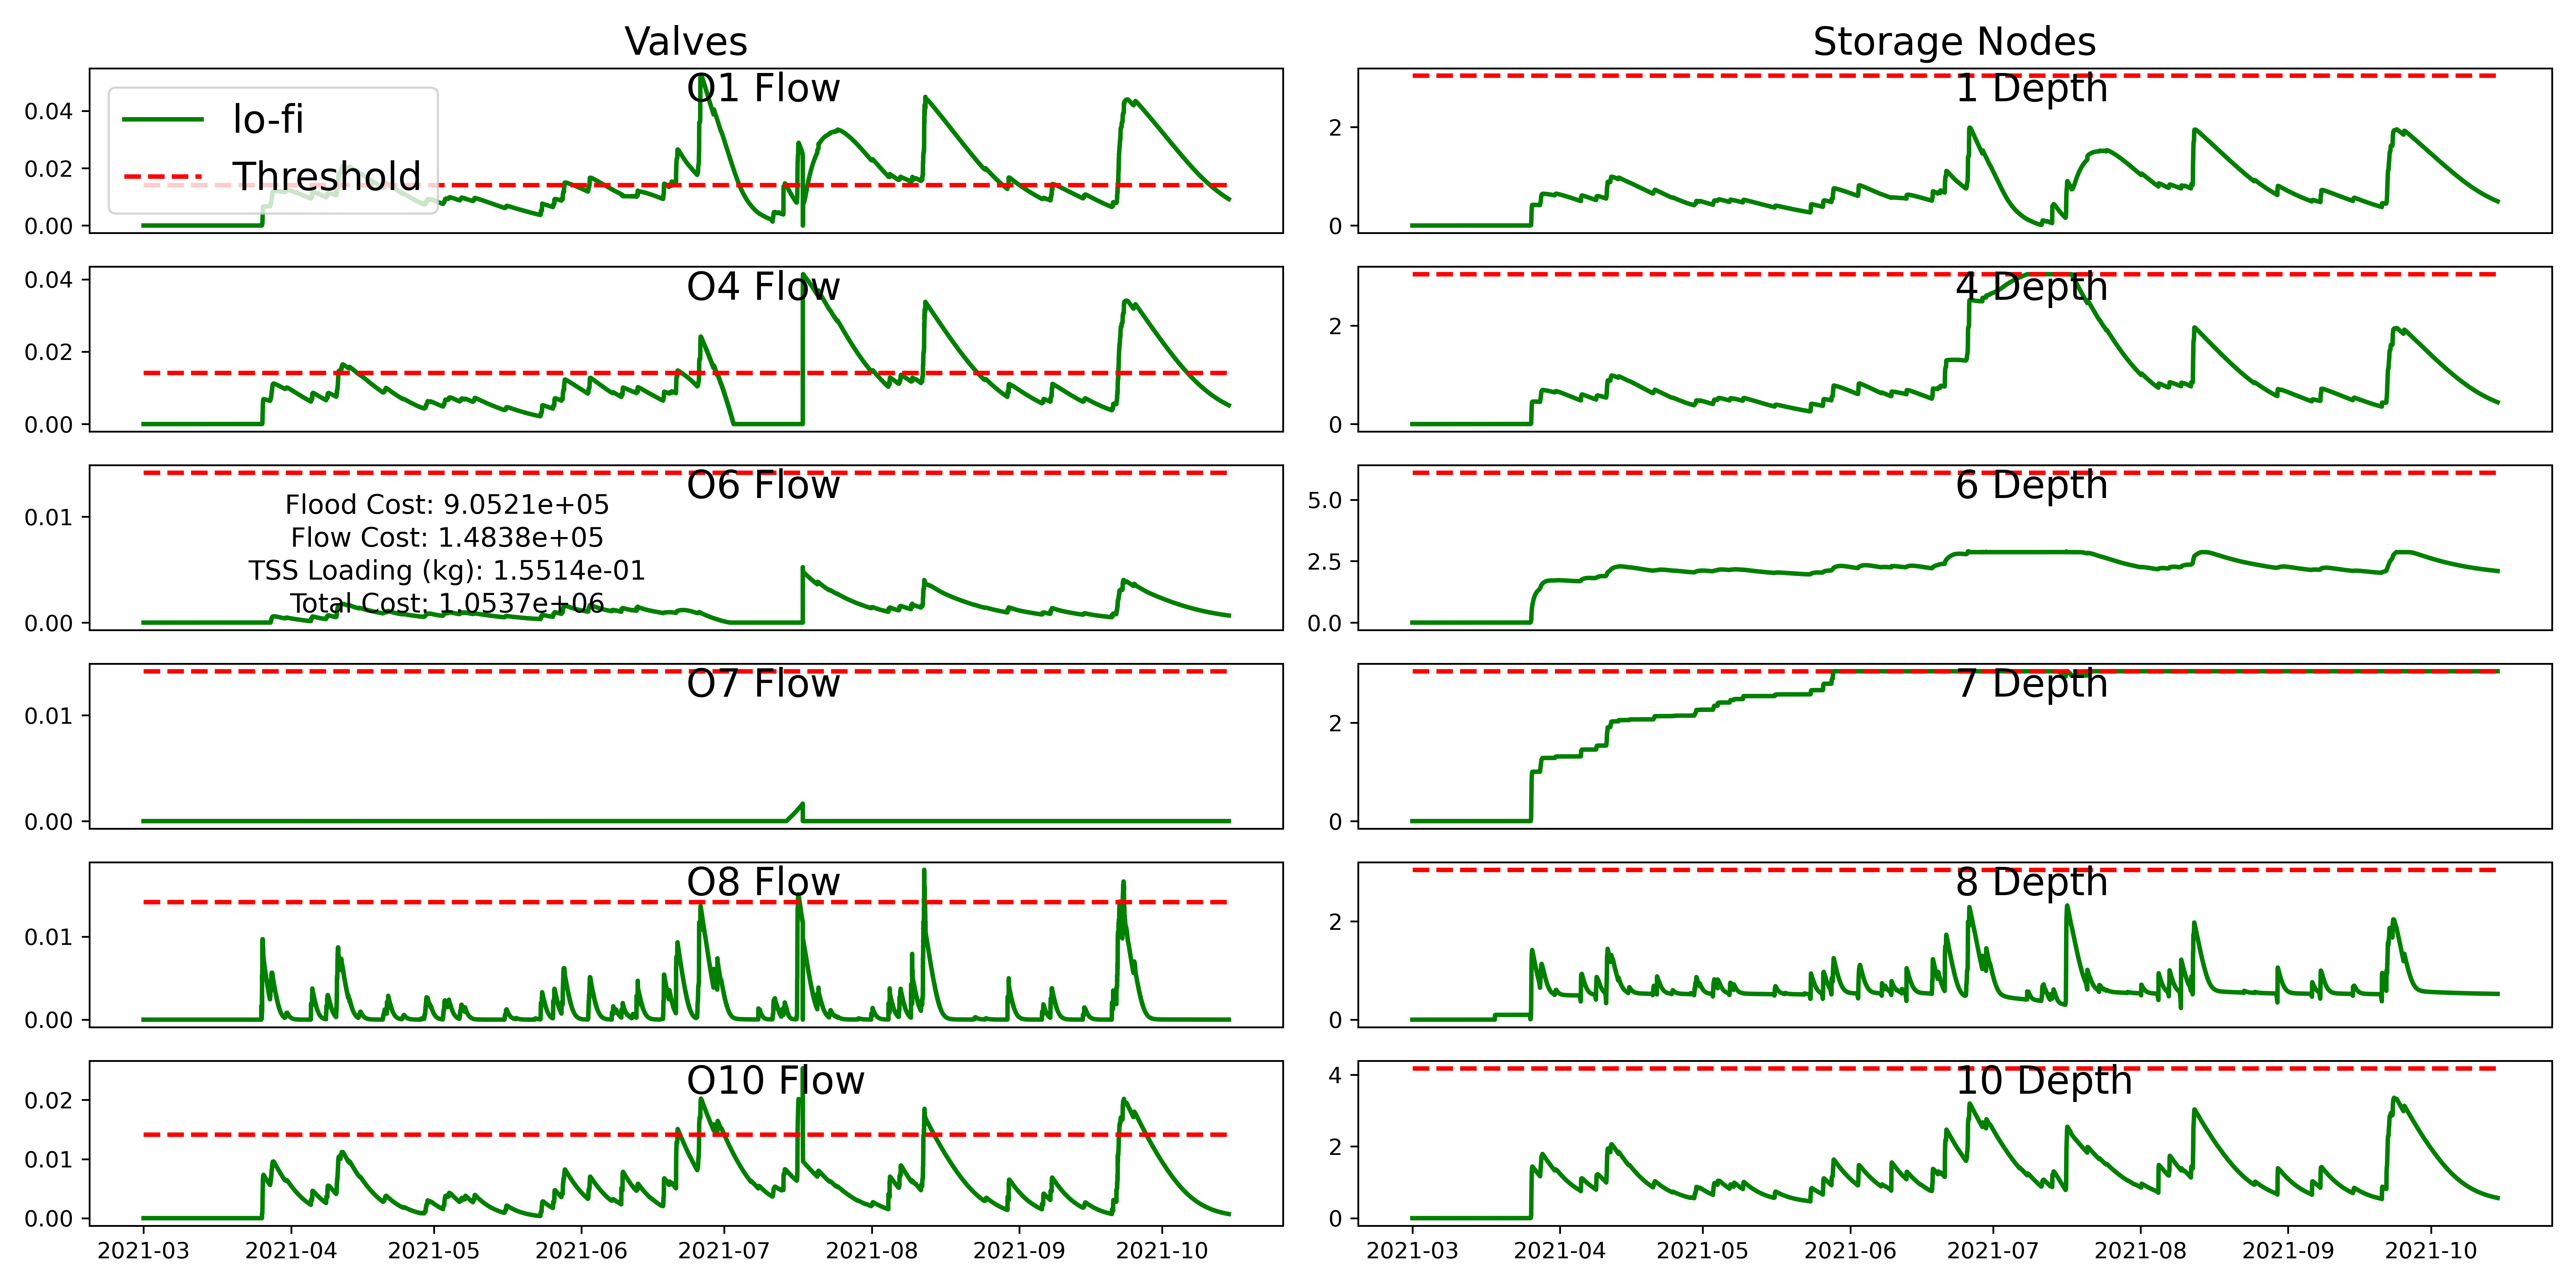 Valves
Storage Nodes
O1 Flow
lo-fi
Threshold
0.04
0.02
0.00
1 Depth
2
0
O4 Flow
0.04
0.02
0.00
4 Depth
2
0
O6 Flow
0.01
0.00
Flood Cost: 9.0521e+05
Flow Cost: 1.4838e+05
TSS Loading (kg): 1.5514e-01
Total Cost: 1.0537e+06
6 Depth
5.0
2.5
0.0
O7 Flow
0.01
0.00
7 Depth
2
0
O8 Flow
0.01
0.00
8 Depth
2
0
O10 Flow
0.02
0.01
0.00
2021-03 2021-04 2021-05 2021-06 2021-07 2021-08 2021-09 2021-10
10 Depth
4
2
0
2021-03 2021-04 2021-05 2021-06 2021-07 2021-08 2021-09 2021-10